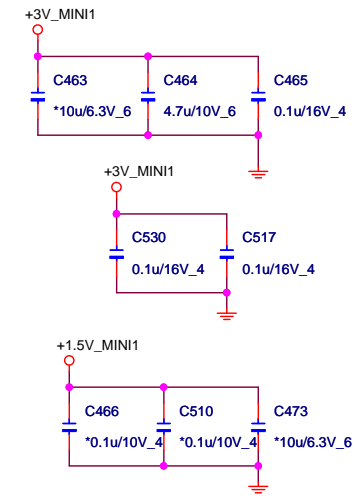 +3V_MINI1
C463 C464 C465
*10u/6.3V_6 4.7u/10V_6 0.1u/16V_4
+3V_MINI1
C530 C517
0.1u/16V_4 0.1u/16V_4
+1.5V_MINI1
C466 C510 C473
*0.1u/10V_4 *0.1u/10V_4 *10u/6.3V_6